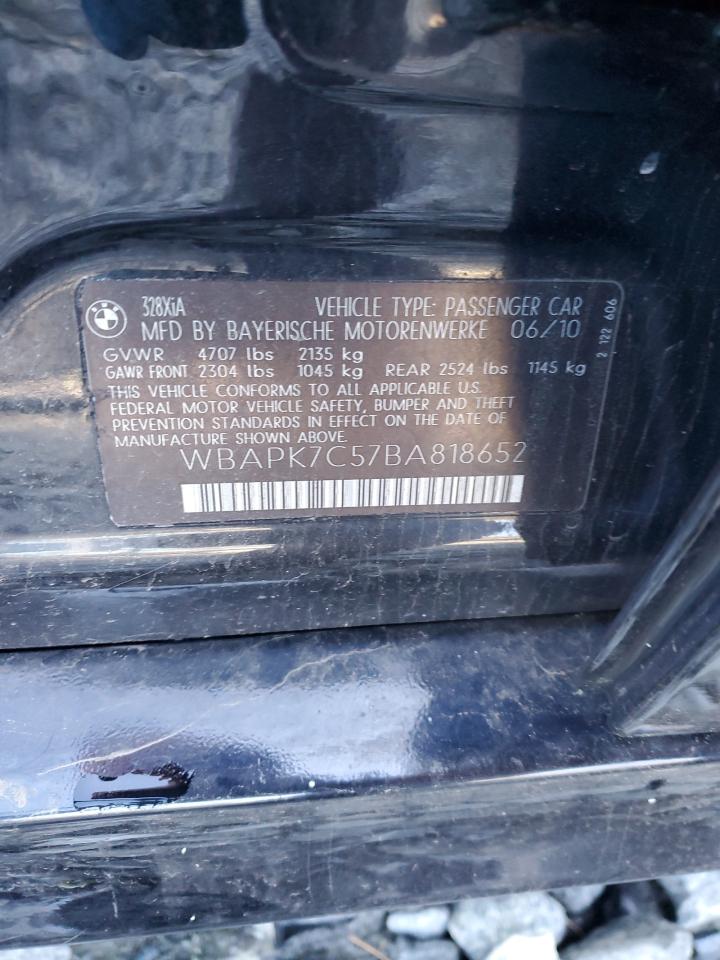 BMW
328XiA VEHICLE TYPE: PASSENGER CAR
MFD BY BAYERISCHE MOTORENWERKE 06/10
GVWR 4707 lbs 2135 kg
GAWR FRONT 2304 lbs 1045 kg REAR 2524 lbs 1145 kg
THIS VEHICLE CONFORMS TO ALL APPLICABLE U.S.
FEDERAL MOTOR VEHICLE SAFETY, BUMPER AND THEFT
PREVENTION STANDARDS IN EFFECT ON THE DATE OF
MANUFACTURE SHOWN ABOVE.
WBAPK7C57BA818652
2 122 606